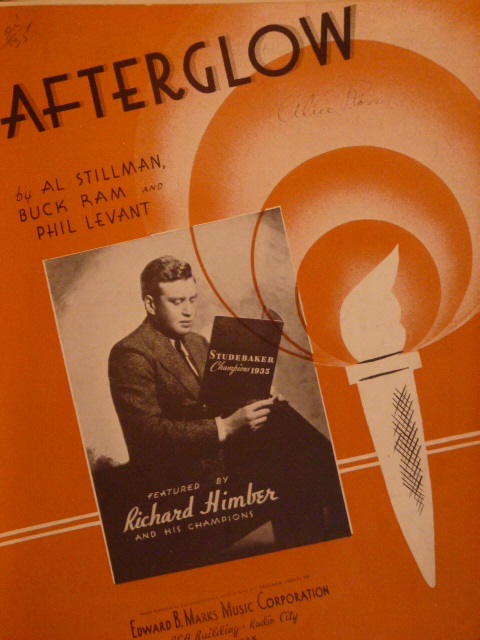 AFTERGLOW
by AL STILLMAN,
BUCK RAM AND
PHIL LEVANT
STUDEBAKER
Champions 1935
FEATURED BY
Richard Himber
AND HIS CHAMPIONS
EDWARD B. MARKS MUSIC CORPORATION
RCA Building · Radio City